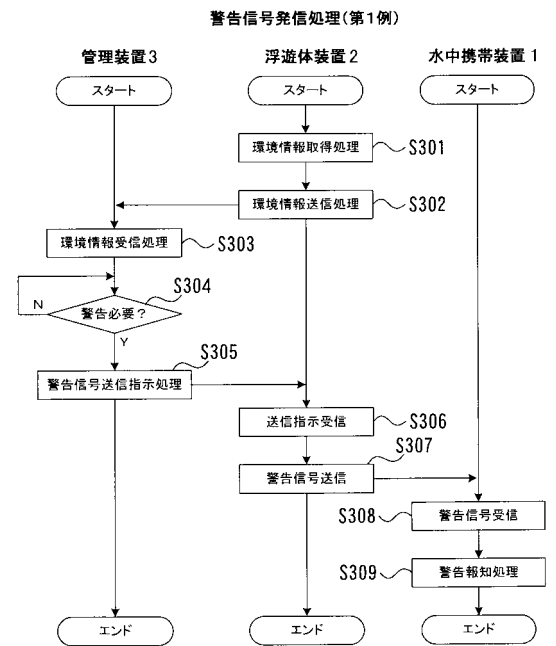 警告信号発信処理(第1例)
管理装置3
浮遊体装置2
水中携帯装置1
スタート
スタート
スタート
環境情報取得処理
S301
環境情報送信処理
S302
環境情報受信処理
S303
S304
警告必要?
N
Y
S305
警告信号送信指示処理
送信指示受信
S306
S307
警告信号送信
S308
警告信号受信
S309
警告報知処理
エンド
エンド
エンド